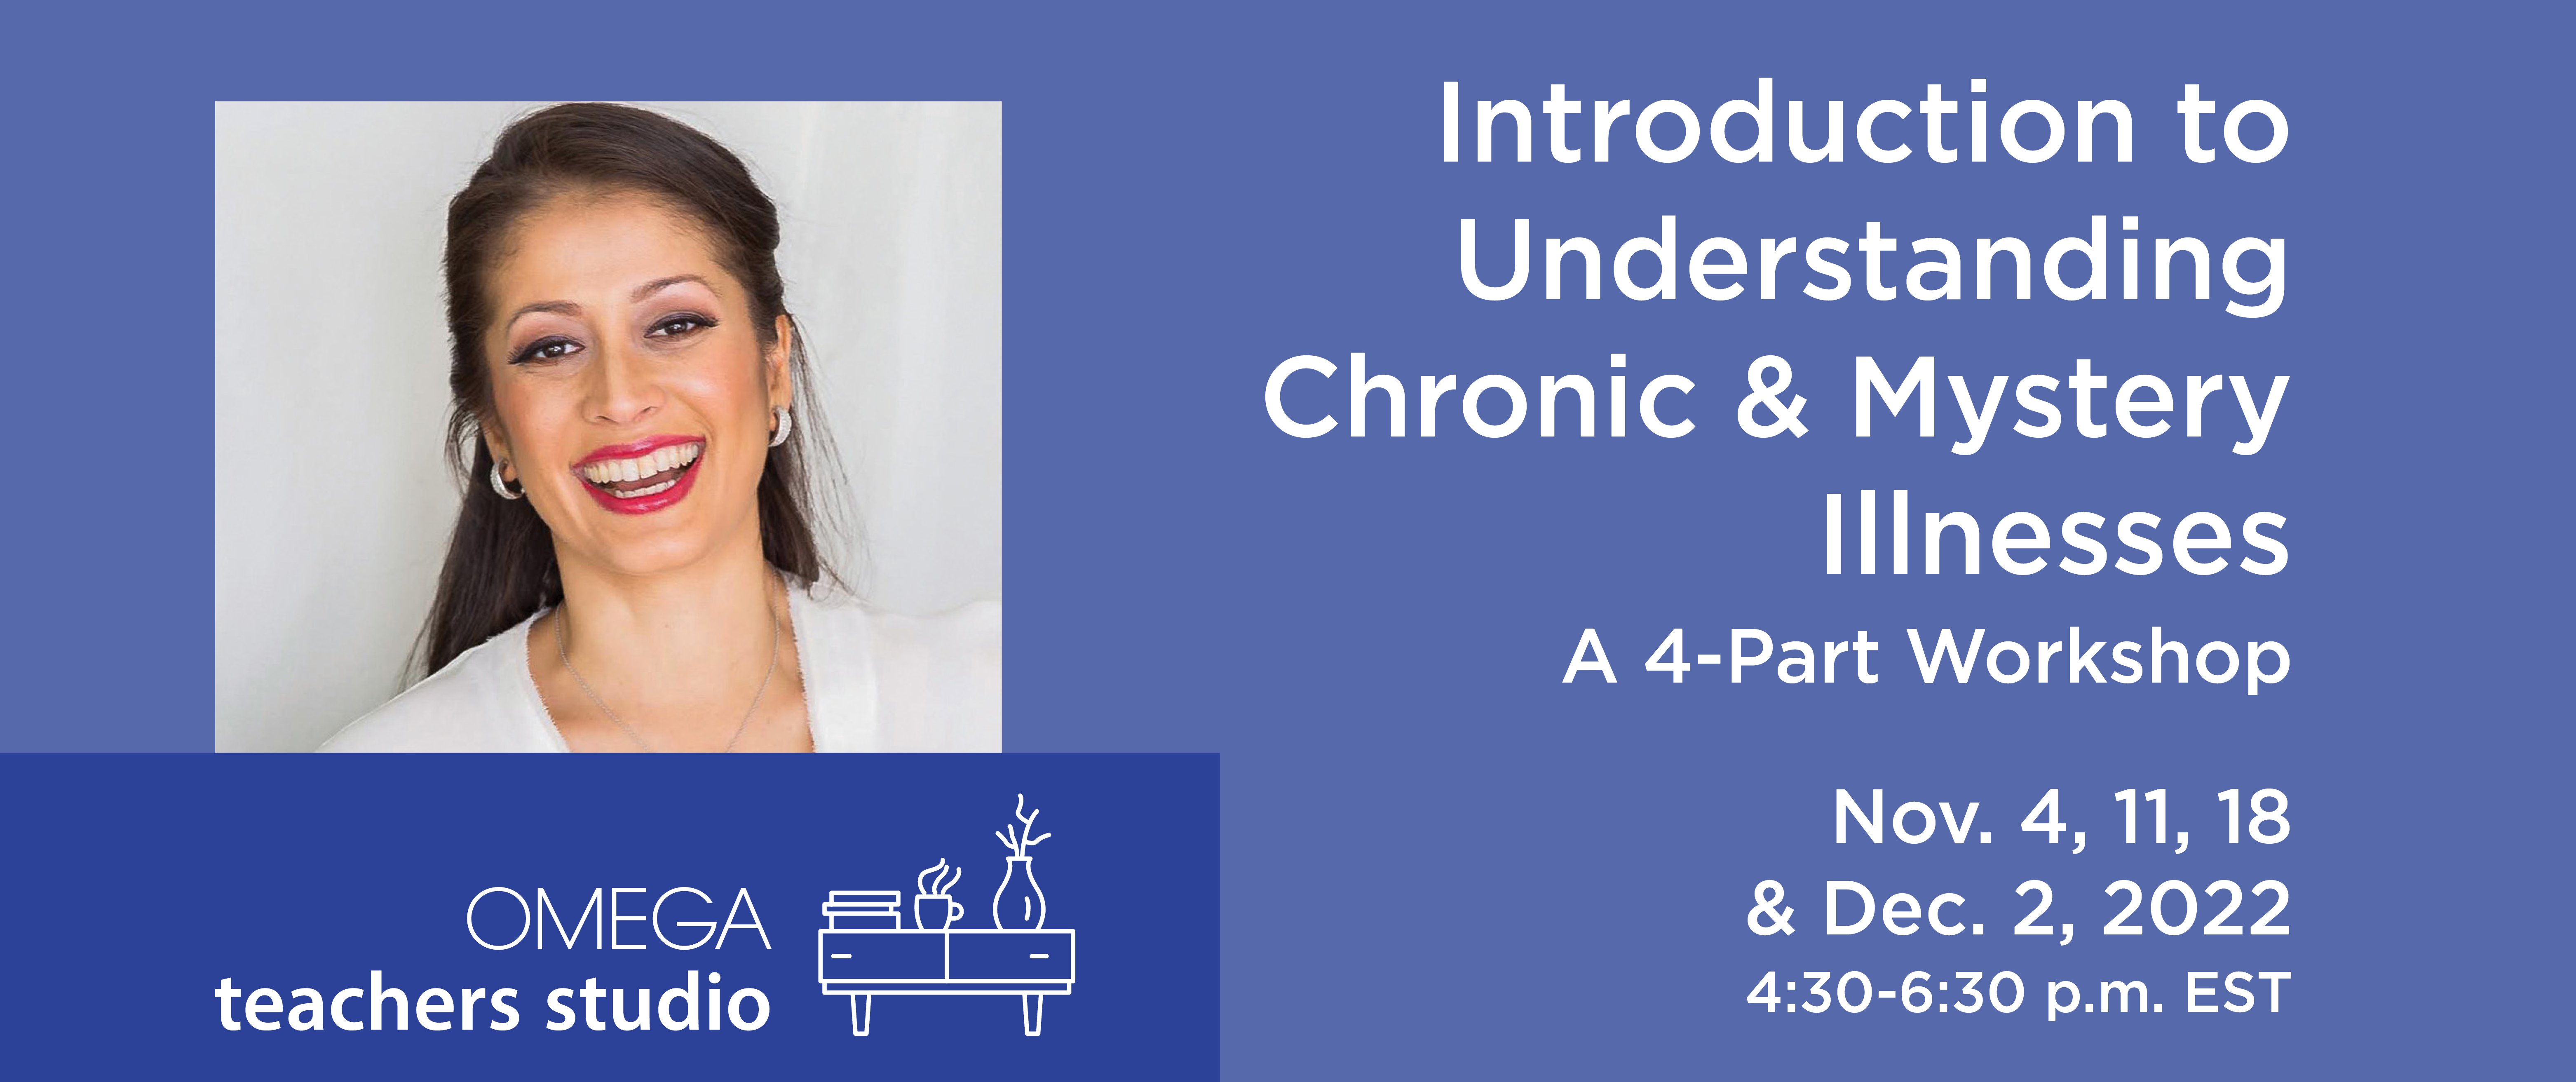 Introduction to
Understanding
Chronic & Mystery
Illnesses
A 4-Part Workshop
Nov. 4, 11, 18
& Dec. 2, 2022
4:30-6:30 p.m. EST
OMEGA
teachers studio